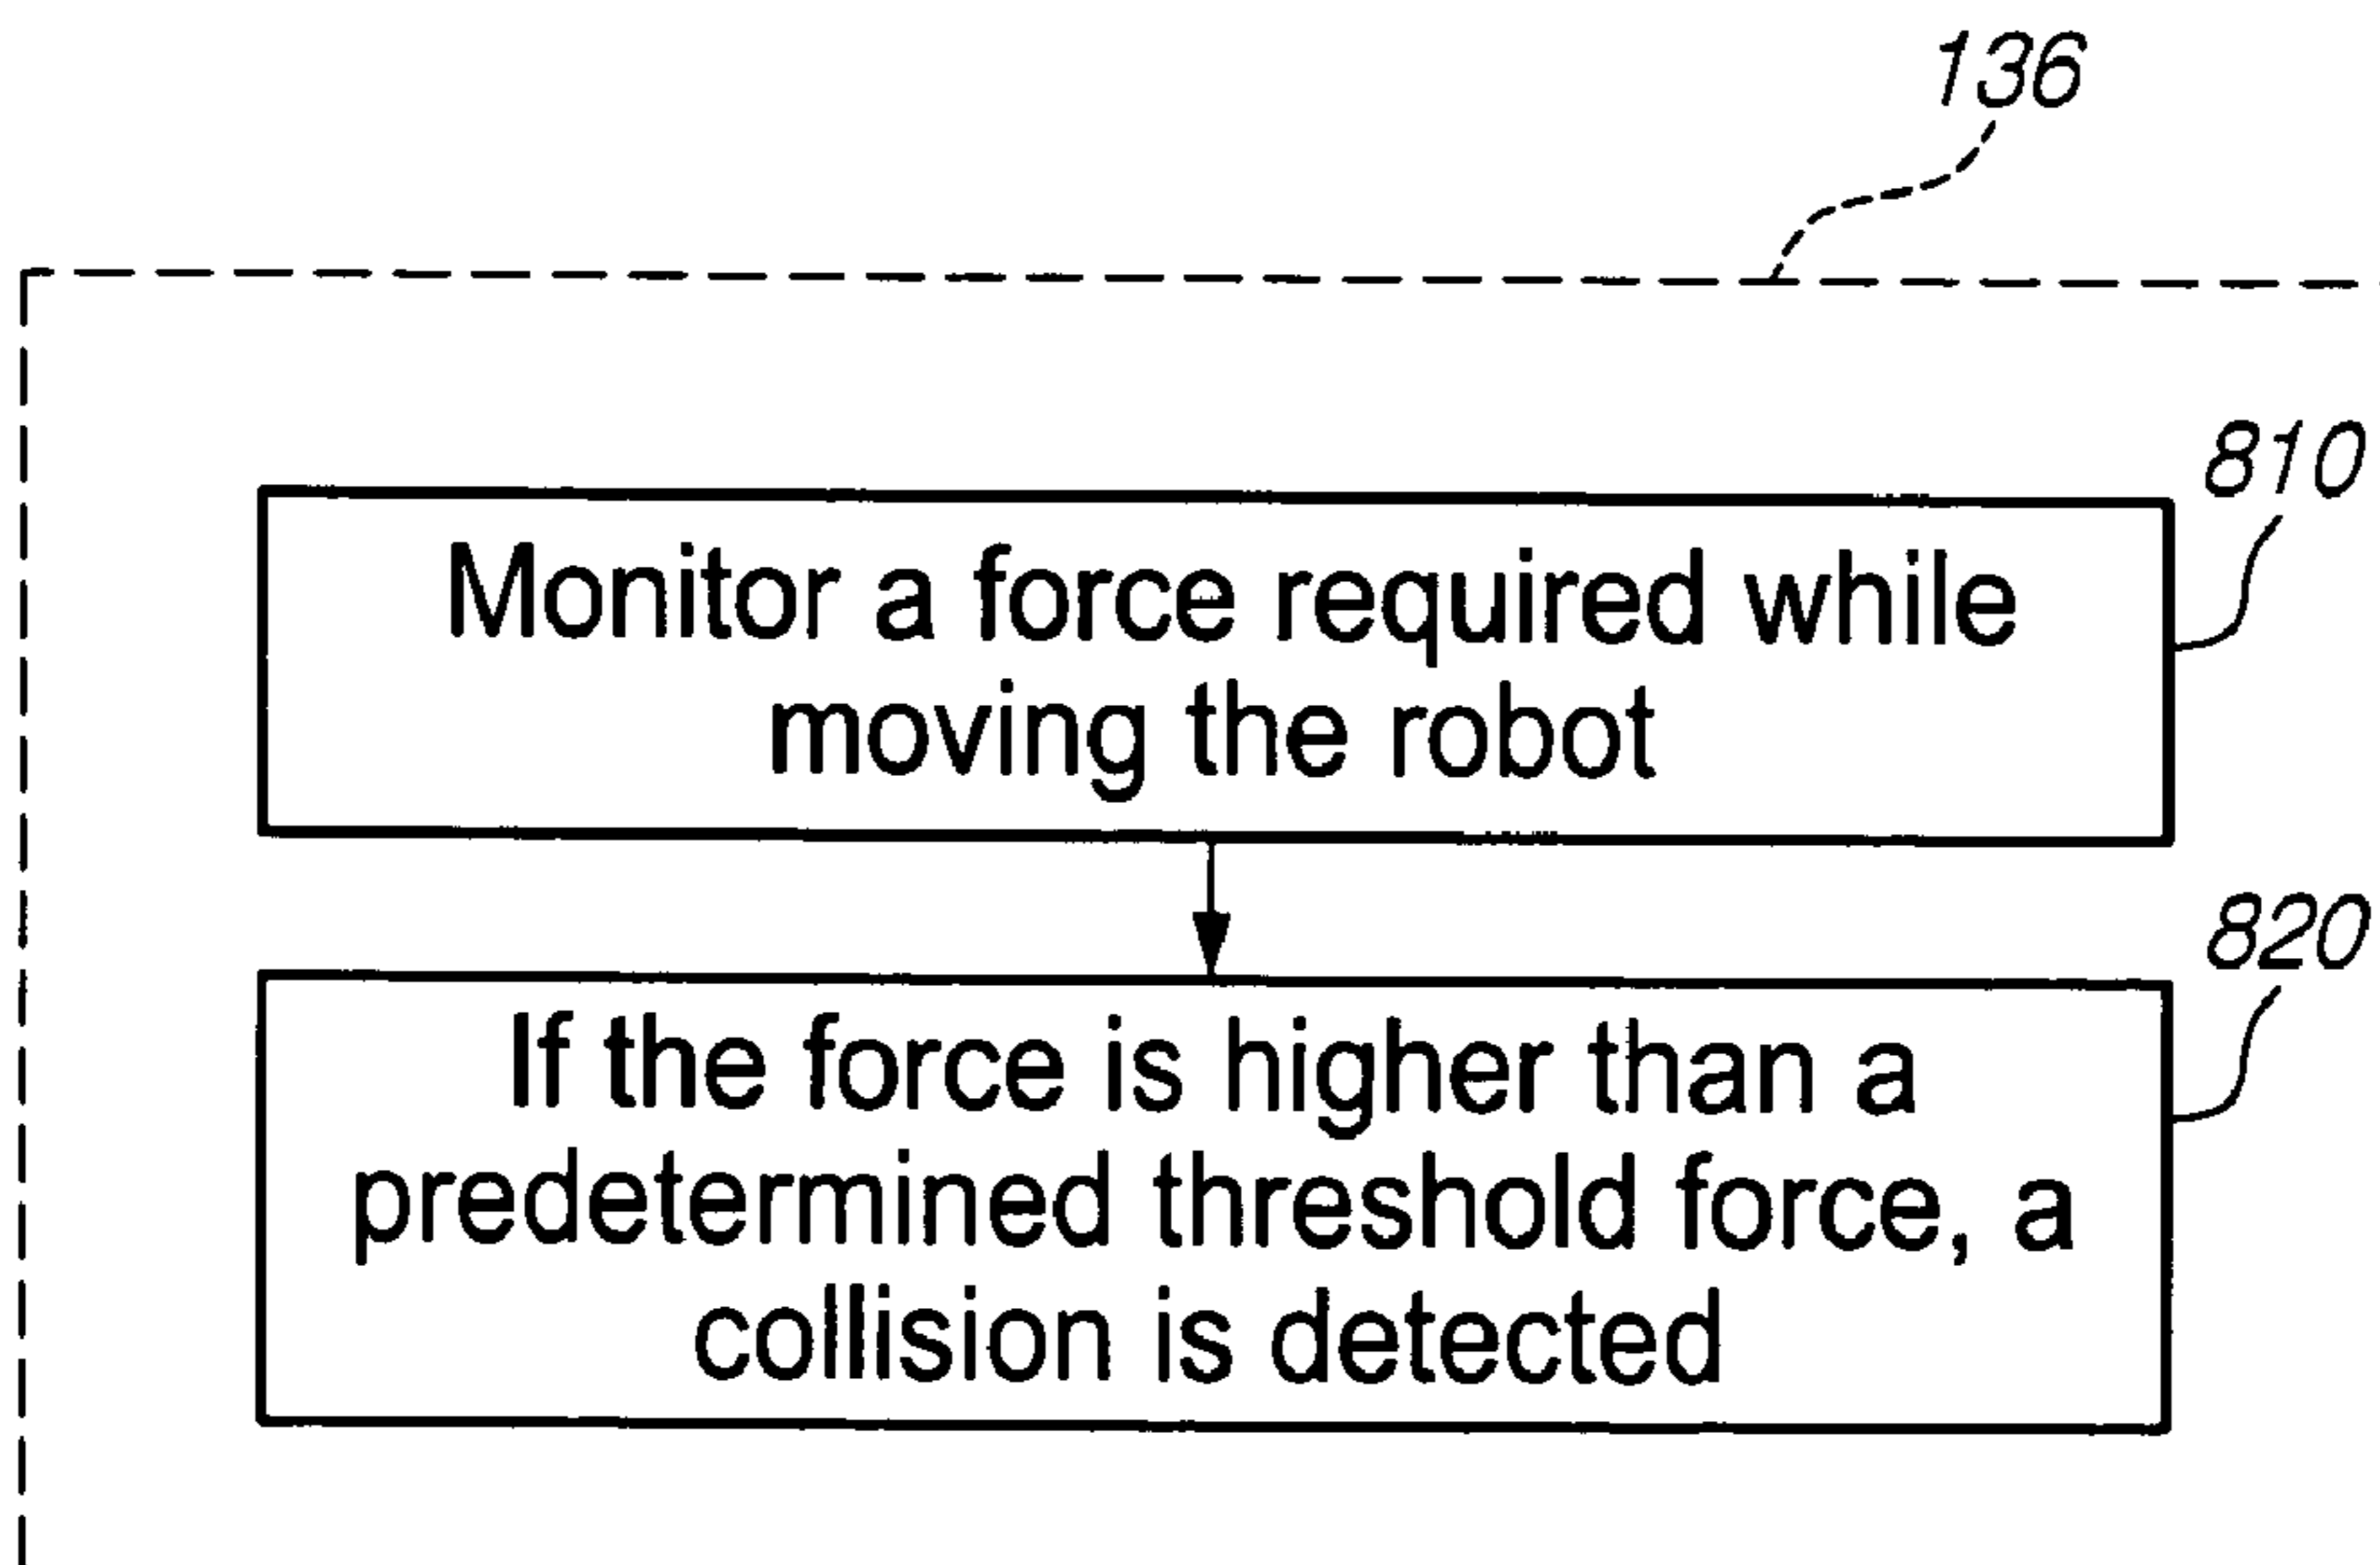 136
810
Monitor a force required while
moving the robot
820
If the force is higher than a
predetermined threshold force, a
collision is detected